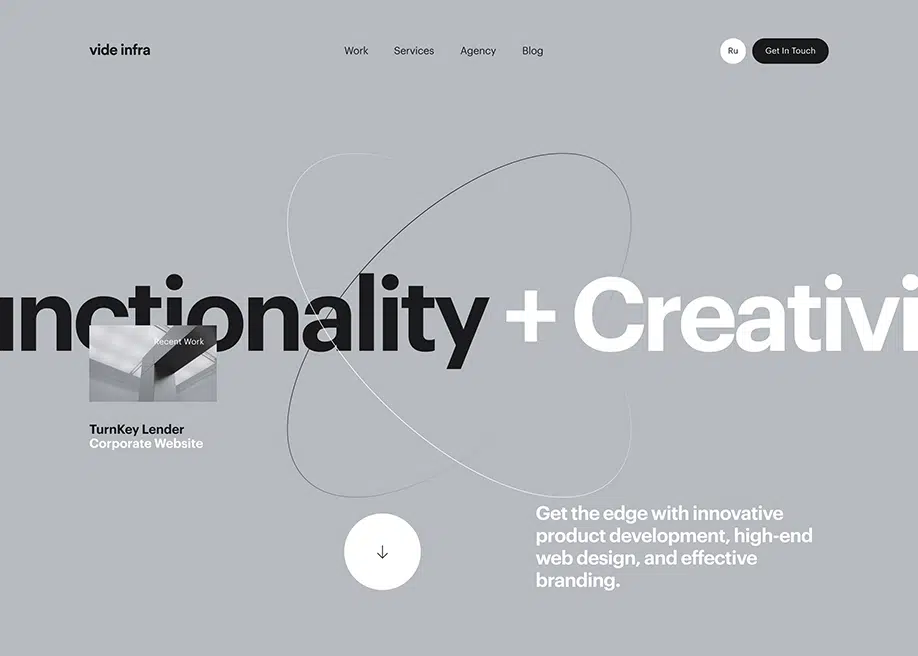 vide infra
Work
Services
Agency
Blog
Ru
Get In Touch
unctionality + Creativi
Recent Work
TurnKey Lender
Corporate Website
Get the edge with innovative
product development, high-end
web design, and effective
branding.